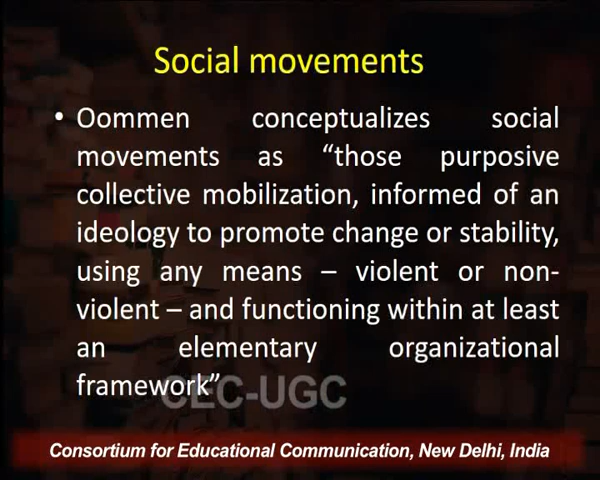 Social movements
• Oommen conceptualizes social
movements as “those purposive
collective mobilization, informed of an
ideology to promote change or stability,
using any means – violent or non-
violent – and functioning within at least
an elementary organizational
framework”
CEC-UGC
Consortium for Educational Communication, New Delhi, India